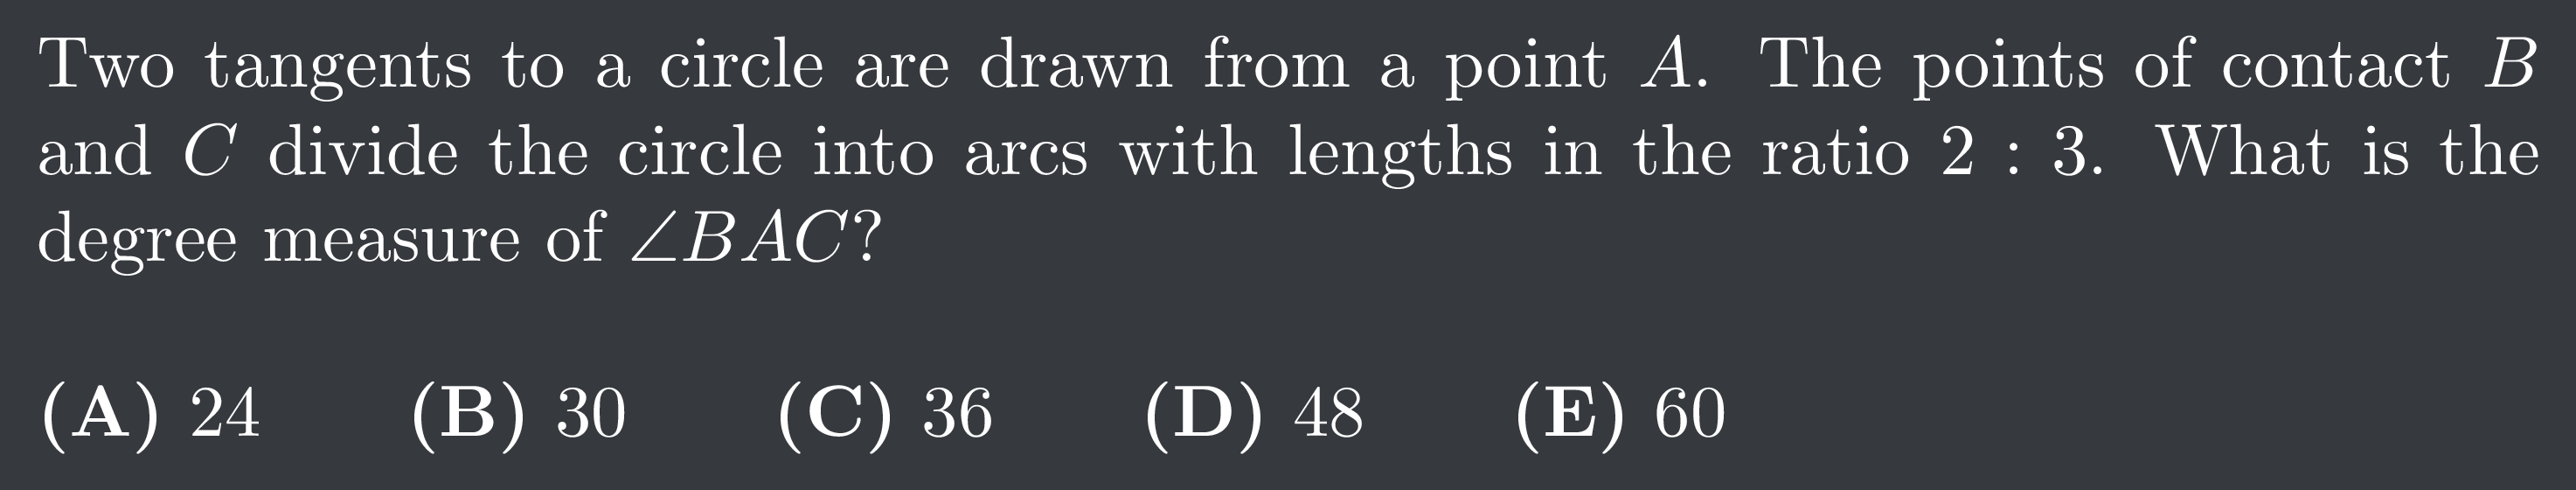 Two tangents to a circle are drawn from a point A. The points of contact B
and C divide the circle into arcs with lengths in the ratio 2 : 3. What is the
degree measure of ∠BAC?
(A) 24 (B) 30 (C) 36 (D) 48 (E) 60